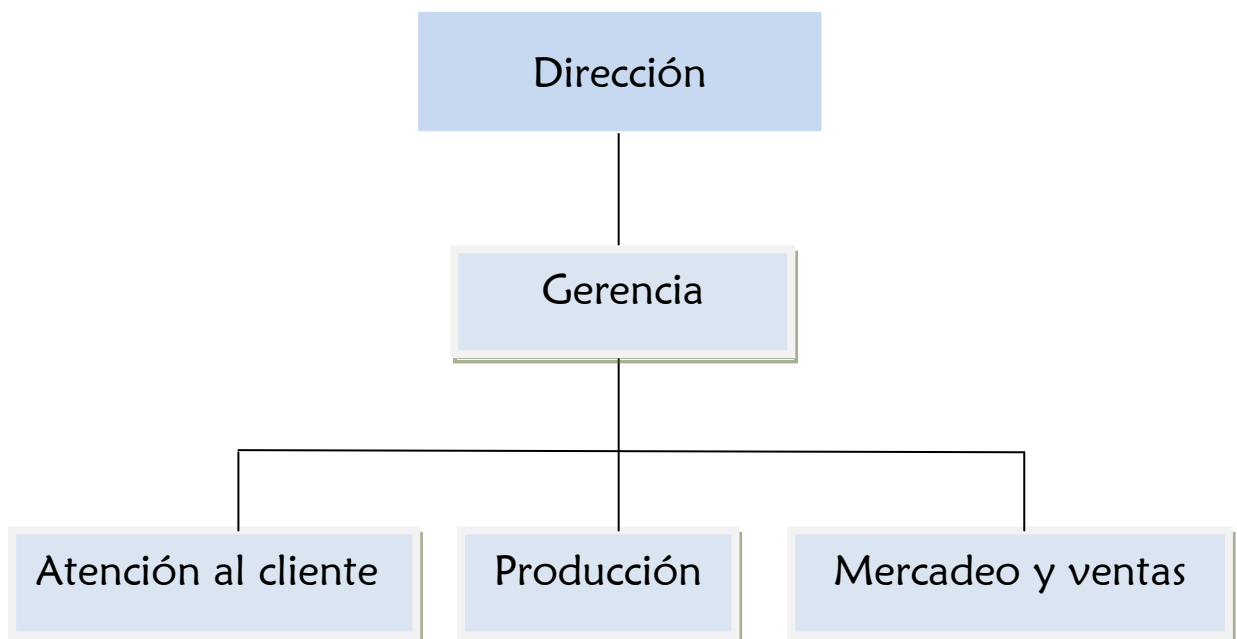 Dirección
Gerencia
Atención al cliente
Producción
Mercadeo y ventas